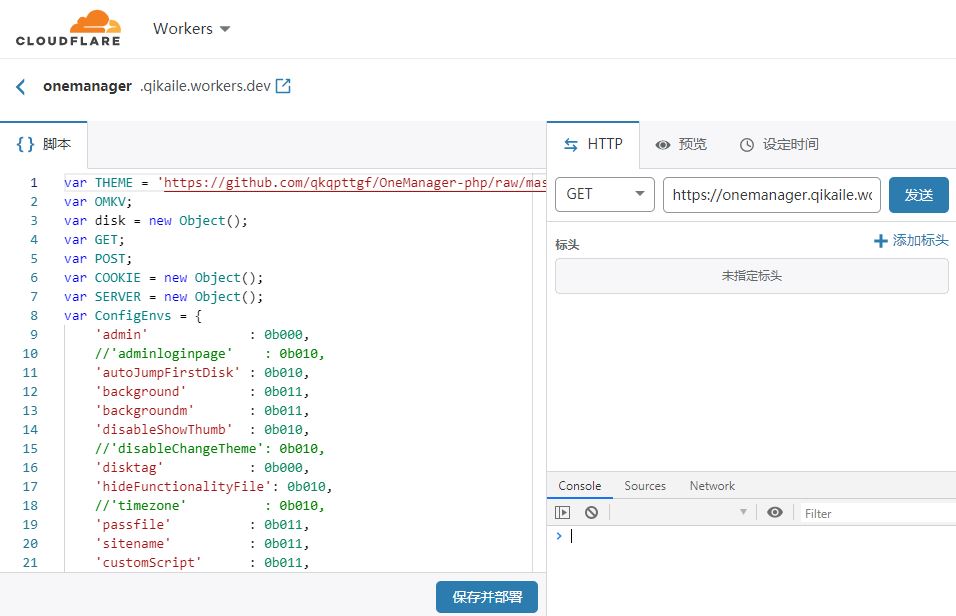 CLOUDFLARE
Workers
onemanager .qikaile.workers.dev
{} 脚本
1 var THEME = 'https://github.com/qkqpttgf/OneManager-php/raw/mas
2 var OMKV;
3 var disk = new Object();
4 var GET;
5 var POST;
6 var COOKIE = new Object();
7 var SERVER = new Object();
8 var ConfigEnvs = {
9 'admin' : 0b000,
10 //'adminloginpage' : 0b010,
11 'autoJumpFirstDisk' : 0b010,
12 'background' : 0b011,
13 'backgroundm' : 0b011,
14 'disableShowThumb' : 0b010,
15 //'disableChangeTheme': 0b010,
16 'disktag' : 0b000,
17 'hideFunctionalityFile': 0b010,
18 //'timezone' : 0b010,
19 'passfile' : 0b011,
20 'sitename' : 0b011,
21 'customScript' : 0b011,
保存并部署
HTTP 预览 设定时间
GET https://onemanager.qikaile.wo 发送
标头 添加标头
未指定标头
Console Sources Network
Filter
>